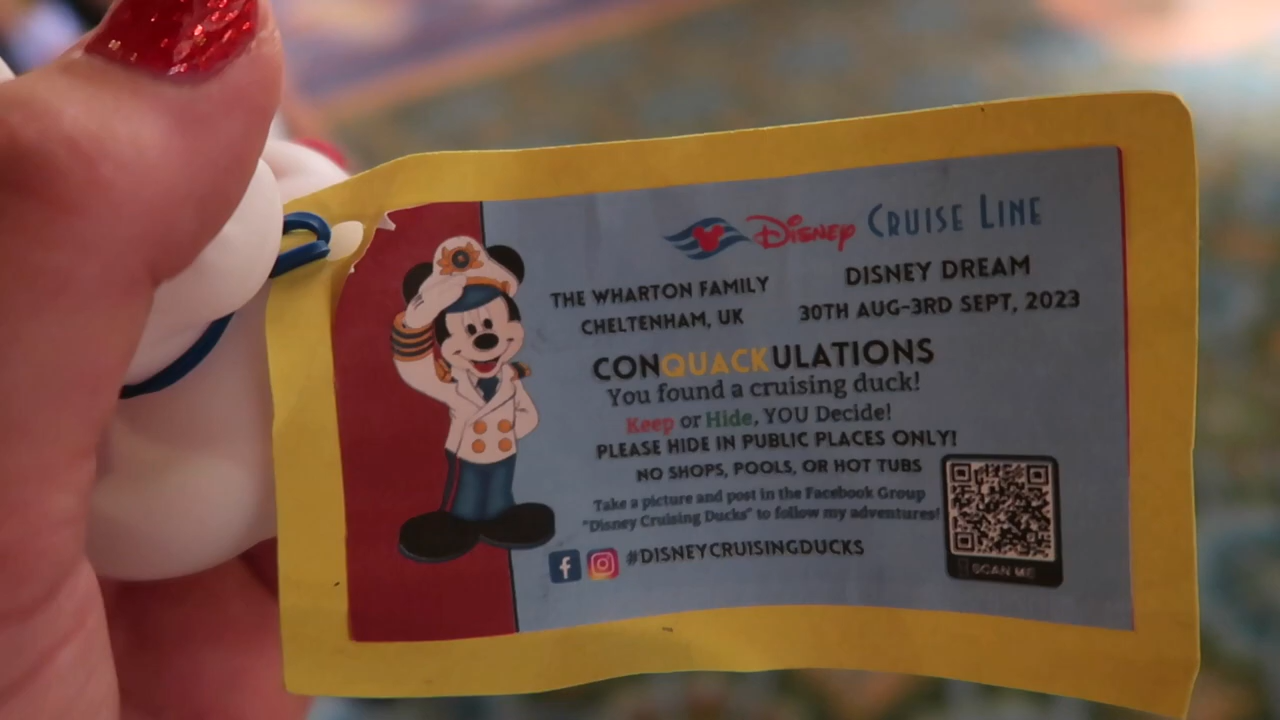 Disney CRUISE LINE
THE WHARTON FAMILY
CHELTENHAM, UK
DISNEY DREAM
30TH AUG-3RD SEPT, 2023
CONQUACKULATIONS
You found a cruising duck!
Keep or Hide, YOU Decide!
PLEASE HIDE IN PUBLIC PLACES ONLY!
NO SHOPS, POOLS, OR HOT TUBS
Take a picture and post in the Facebook Group
"Disney Cruising Ducks" to follow my adventures!
#DISNEYCRUISINGDUCKS
SCAN ME